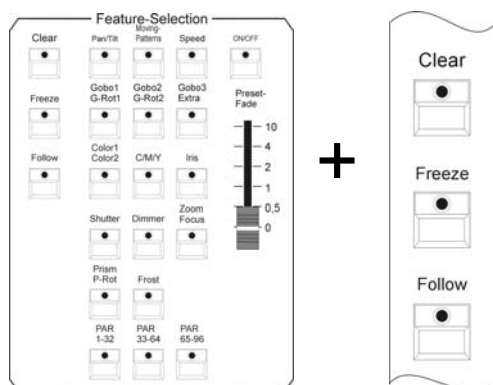 Feature-Selection
Clear
Pan/Tilt
Moving-
Patterns
Speed
ON/OFF
Freeze
Gobo1
G-Rot1
Gobo2
G-Rot2
Gobo3
Extra
Preset-
Fade
10
4
2
1
0,5
0
Follow
Color1
Color2
C/M/Y
Iris
Shutter
Dimmer
Zoom
Focus
Prism
P-Rot
Frost
PAR
1-32
PAR
33-64
PAR
65-96
+
Clear
Freeze
Follow